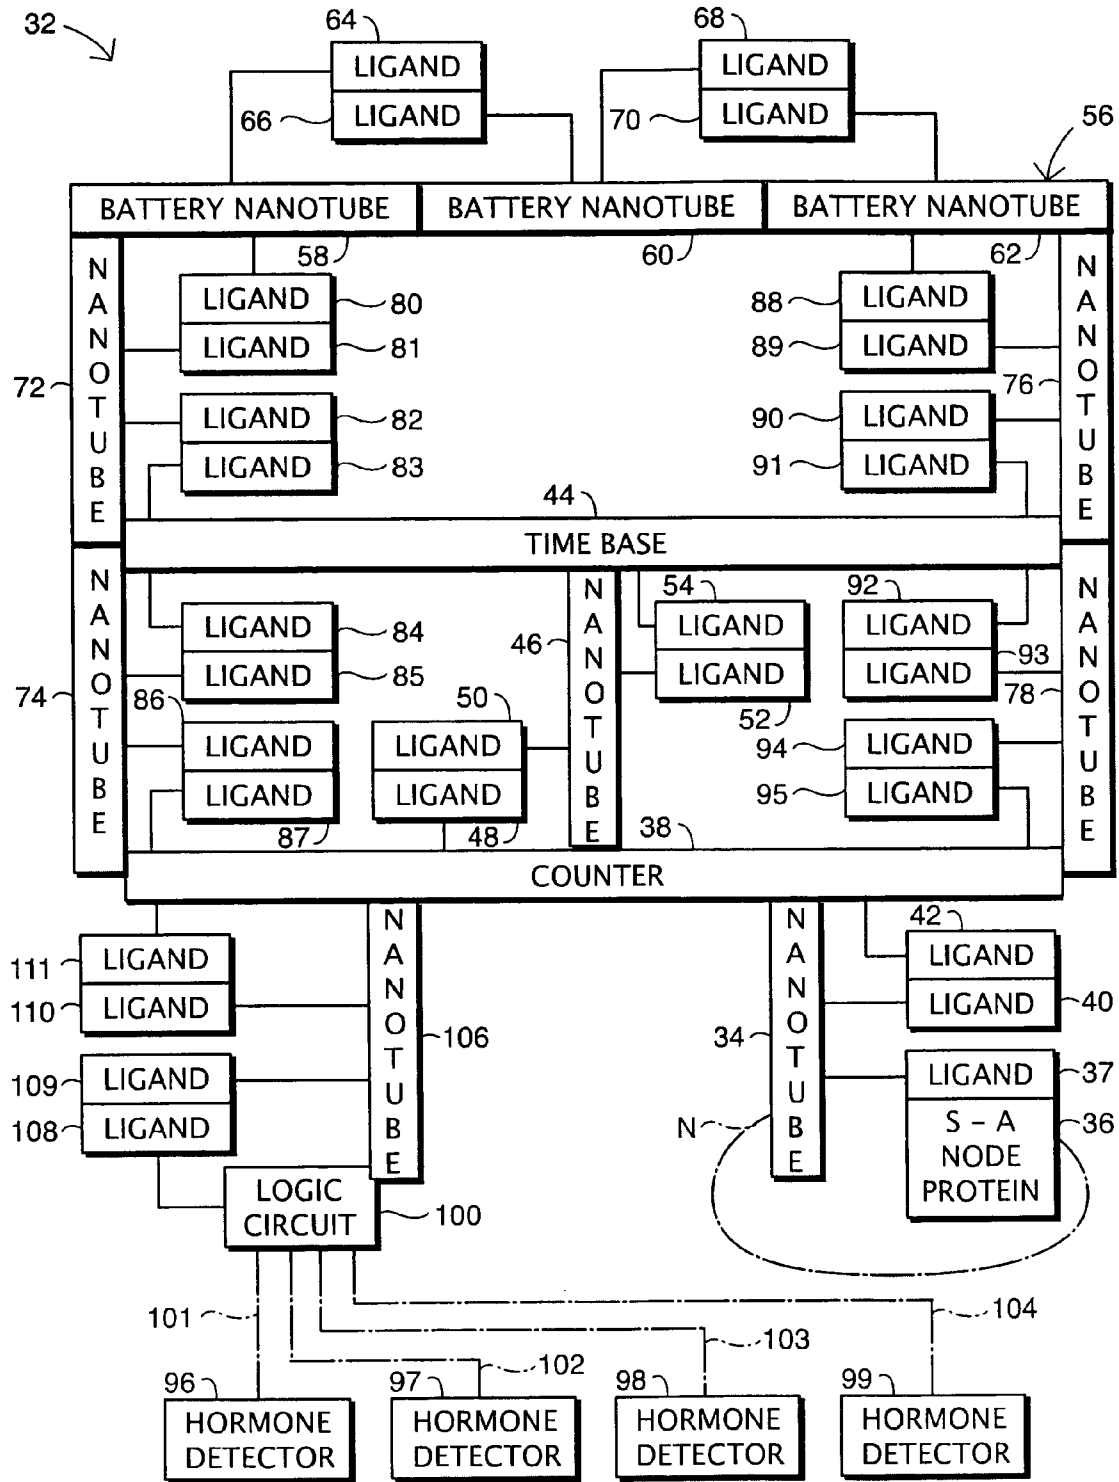 32
64
LIGAND
66 LIGAND
68
LIGAND
70 LIGAND
56
BATTERY NANOTUBE
BATTERY NANOTUBE
BATTERY NANOTUBE
58
60
62
NANOTUBE
72
LIGAND 80
LIGAND 81
LIGAND 82
LIGAND 83
88 LIGAND
89 LIGAND
90 LIGAND
91 LIGAND
76
NANOTUBE
44
TIME BASE
NANOTUBE
74
LIGAND 84
LIGAND 85
86
LIGAND
LIGAND
87
50
LIGAND
LIGAND
48
46
NANOTUBE
54
LIGAND
LIGAND
52
92
LIGAND
LIGAND 93
94 LIGAND
95 LIGAND
78
NANOTUBE
38
COUNTER
111 LIGAND
110 LIGAND
109 LIGAND
108 LIGAND
NANOTUBE
106
34
NANOTUBE
42
LIGAND
LIGAND 40
LIGAND 37
S - A 36
NODE
PROTEIN
N
LOGIC
CIRCUIT 100
101
102
103
104
96
HORMONE
DETECTOR
97
HORMONE
DETECTOR
98
HORMONE
DETECTOR
99
HORMONE
DETECTOR